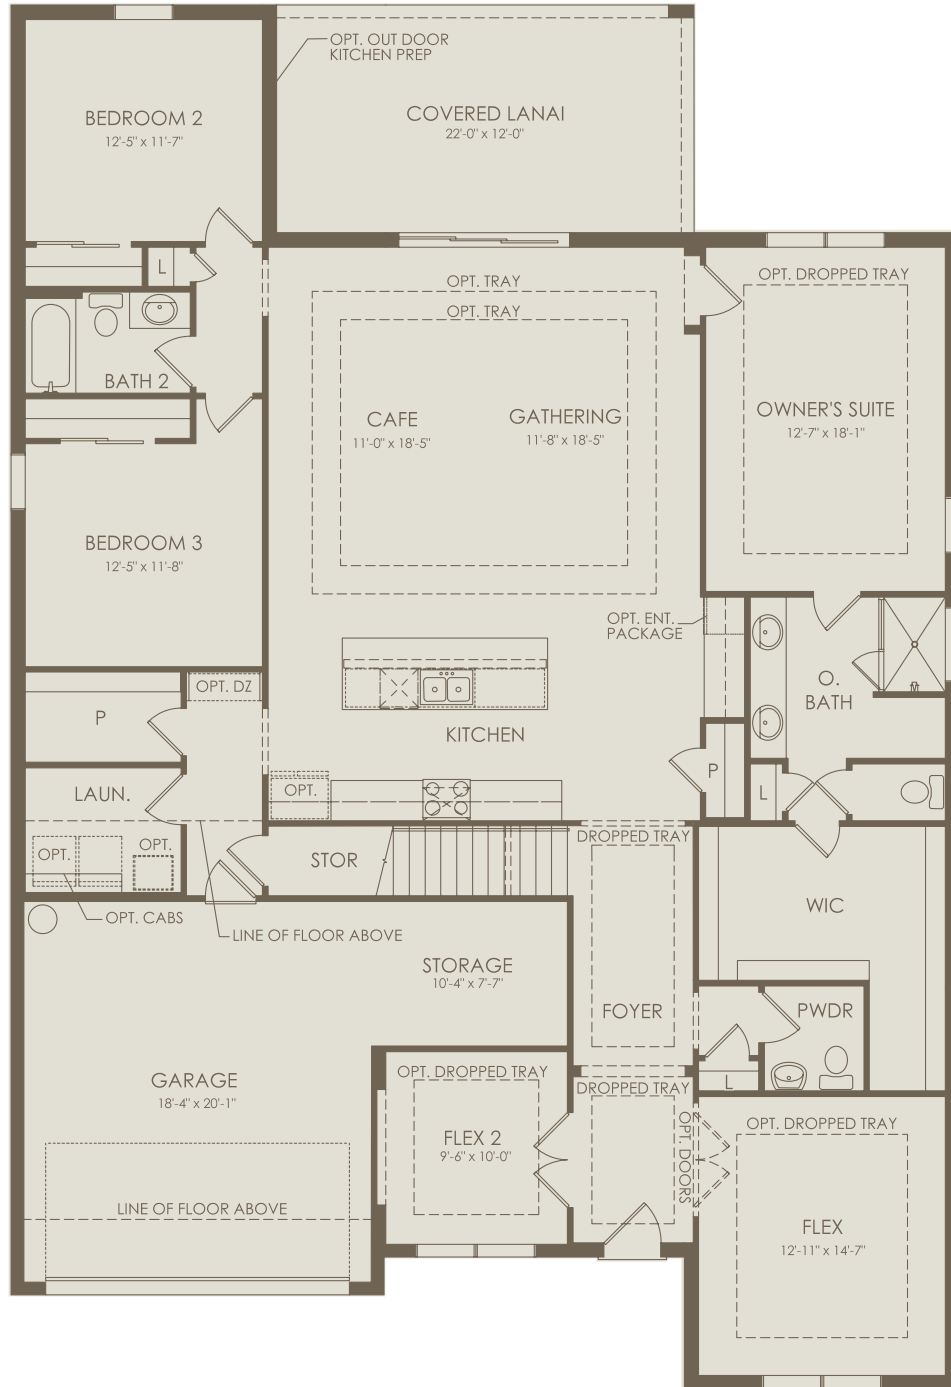 OPT. OUT DOOR
KITCHEN PREP
BEDROOM 2
12'-5" x 11'-7"
COVERED LANAI
22'-0" x 12'-0"
L
OPT. TRAY
OPT. TRAY
OPT. DROPPED TRAY
BATH 2
CAFE
11'-0" x 18'-5"
GATHERING
11'-8" x 18'-5"
OWNER'S SUITE
12'-7" x 18'-1"
BEDROOM 3
12'-5" x 11'-8"
OPT. ENT.
PACKAGE
OPT. DZ
O.
BATH
P
KITCHEN
P
LAUN.
OPT.
L
OPT.
OPT.
STOR
DROPPED TRAY
WIC
OPT. CABS
LINE OF FLOOR ABOVE
STORAGE
10'-4" x 7'-7"
FOYER
PWDR
GARAGE
18'-4" x 20'-1"
OPT. DROPPED TRAY
DROPPED TRAY
L
OPT. DOORS
OPT. DROPPED TRAY
FLEX 2
9'-6" x 10'-0"
LINE OF FLOOR ABOVE
FLEX
12'-11" x 14'-7"